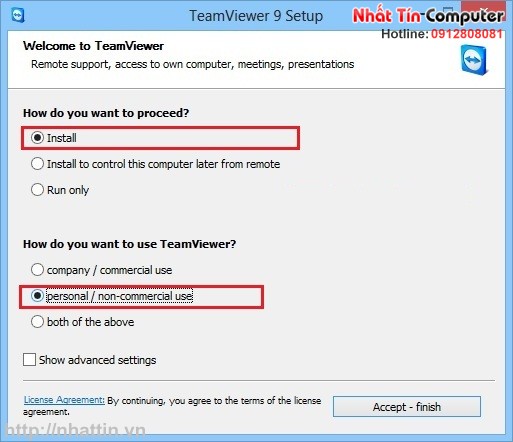 TeamViewer 9 Setup
Nhất Tín-Computer
Hotline: 0912808081
Welcome to TeamViewer
Remote support, access to own computer, meetings, presentations
How do you want to proceed?
Install
Install to control this computer later from remote
Run only
How do you want to use TeamViewer?
company / commercial use
personal / non-commercial use
both of the above
Show advanced settings
License Agreement: By continuing, you agree to the terms of the license
agreement.
Accept - finish
http://nhattin.vn